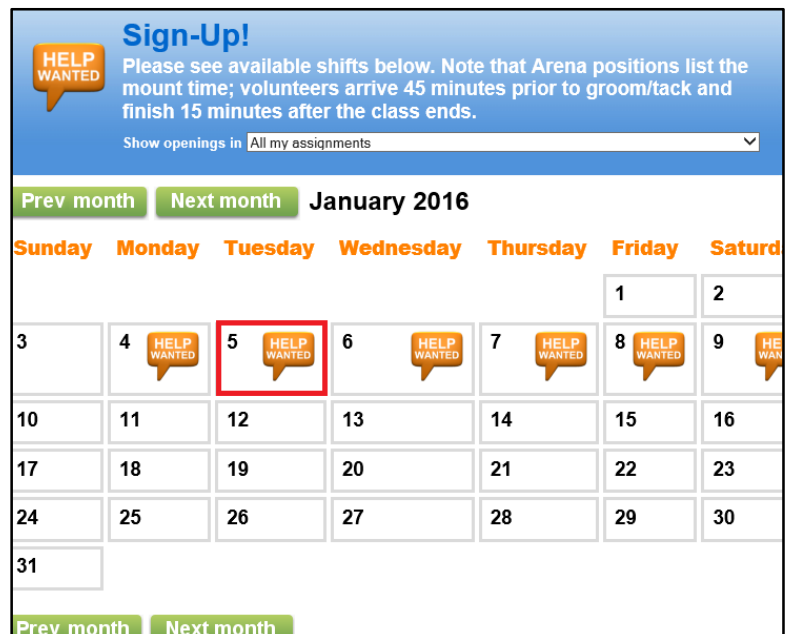 Sign-Up!
HELP
WANTED
Please see available shifts below. Note that Arena positions list the
mount time; volunteers arrive 45 minutes prior to groom/tack and
finish 15 minutes after the class ends.
Show openings in All my assignments
Prev month Next month January 2016
Sunday Monday Tuesday Wednesday Thursday Friday Saturd
1 2
3 4 HELP WANTED 5 HELP WANTED 6 HELP WANTED 7 HELP WANTED 8 HELP WANTED 9 HE WAN
10 11 12 13 14 15 16
17 18 19 20 21 22 23
24 25 26 27 28 29 30
31
Prev month Next month